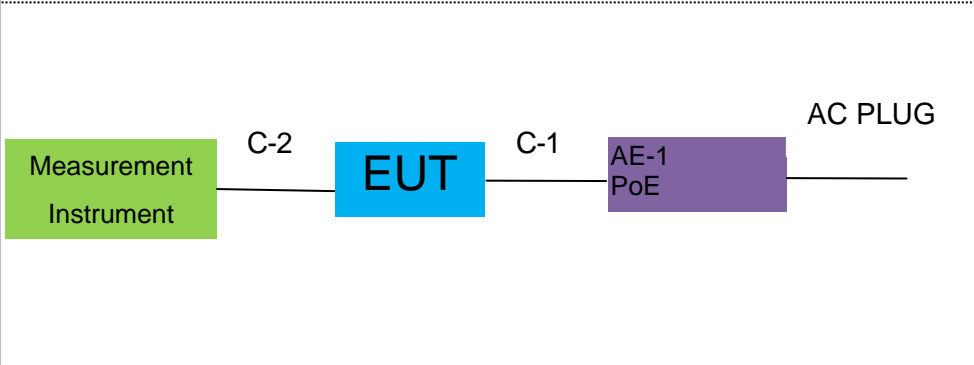 AC PLUG
C-2
C-1
Measurement
Instrument
EUT
AE-1
PoE